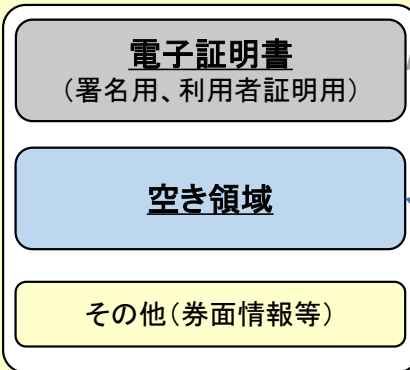 電子証明書
（署名用、利用者証明用）
空き領域
その他（券面情報等）